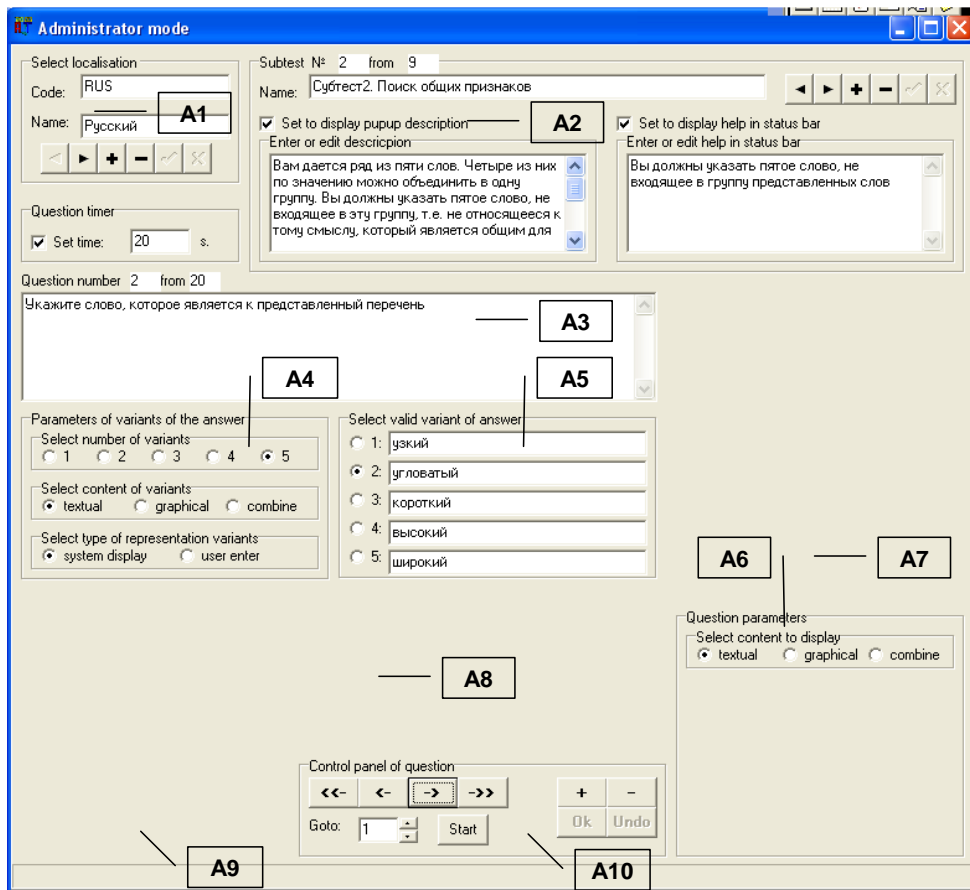 Administrator mode
Select localisation
Code: RUS
Name: Русский
A1
Subtest № 2 from 9
Name: Субтест2. Поиск общих признаков
Set to display pupup description
A2
Set to display help in status bar
Enter or edit descricpion
Вам дается ряд из пяти слов. Четыре из них
по значению можно объединить в одну
группу. Вы должны указать пятое слово, не
входящее в эту группу, т.е. не относящееся к
тому смыслу, который является общим для
Enter or edit help in status bar
Вы должны указать пятое слово, не
входящее в группу представленных слов
Question timer
Set time: 20 s.
Question number 2 from 20
Укажите слово, которое является к представленный перечень
A3
A4
A5
Parameters of variants of the answer
Select number of variants
1 2 3 4 5
Select content of variants
textual graphical combine
Select type of representation variants
system display user enter
Select valid variant of answer
1: узкий
2: угловатый
3: короткий
4: высокий
5: широкий
A6
A7
Question parameters
Select content to display
textual graphical combine
A8
Control panel of question
<<- <- -> ->>
+ -
Goto: 1 Start
Ok Undo
A9
A10